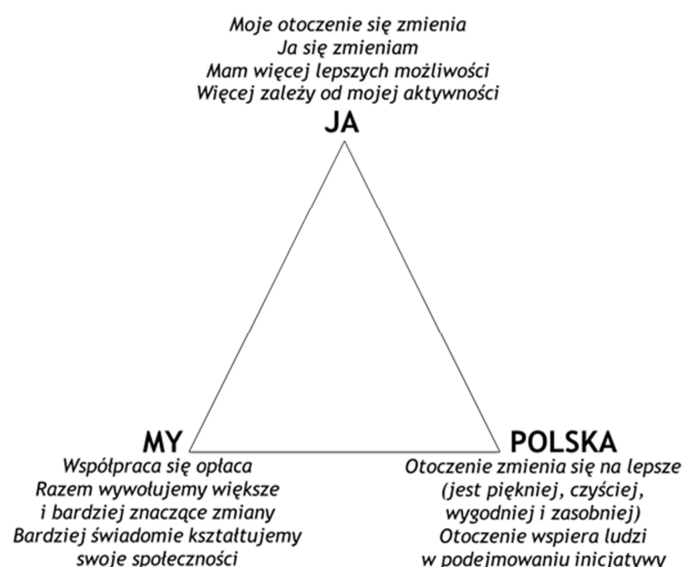 Moje otoczenie się zmienia
Ja się zmieniam
Mam więcej lepszych możliwości
Więcej zależy od mojej aktywności
JA
MY
Współpraca się opłaca
Razem wywołujemy większe
i bardziej znaczące zmiany
Bardziej świadomie kształtujemy
swoje społeczności
POLSKA
Otoczenie zmienia się na lepsze
(jest piękniej, czyściej,
wygodniej i zasobniej)
Otoczenie wspiera ludzi
w podejmowaniu inicjatywy